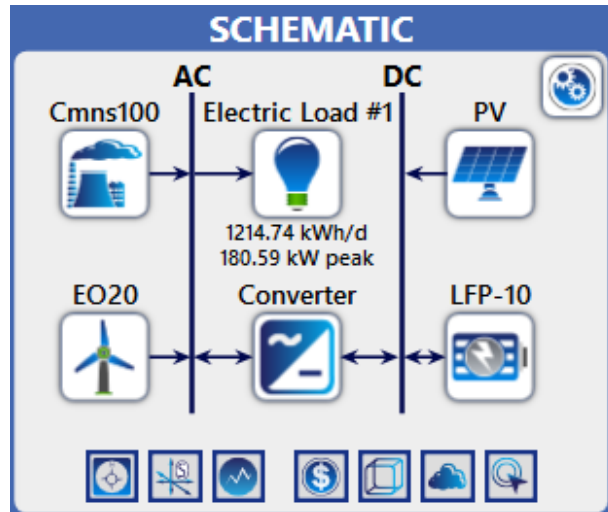 SCHEMATIC
AC DC
Cmns100 Electric Load #1 PV
1214.74 kWh/d
180.59 kW peak
EO20 Converter LFP-10